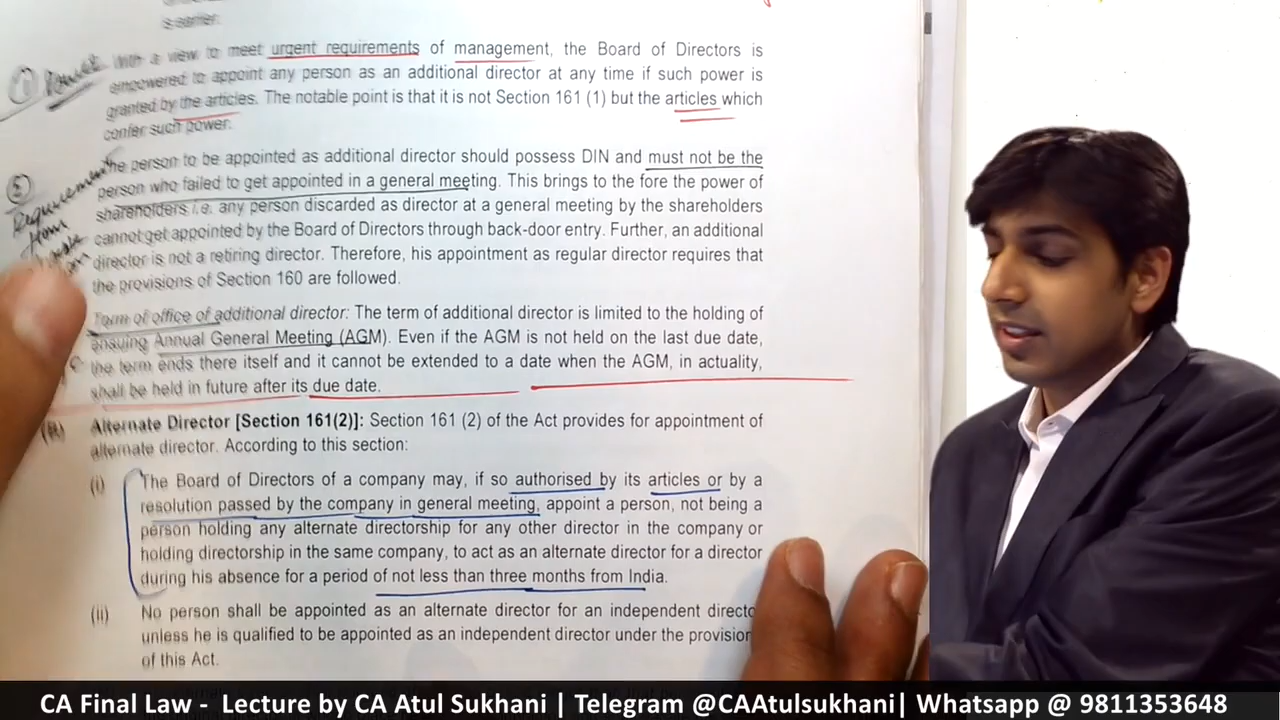 is earlier.
(1) Power With a view to meet urgent requirements of management, the Board of Directors is
empowered to appoint any person as an additional director at any time if such power is
granted by the articles. The notable point is that it is not Section 161 (1) but the articles which
confer such power.
The person to be appointed as additional director should possess DIN and must not be the
person who failed to get appointed in a general meeting. This brings to the fore the power of
shareholders i.e. any person discarded as director at a general meeting by the shareholders
cannot get appointed by the Board of Directors through back-door entry. Further, an additional
director is not a retiring director. Therefore, his appointment as regular director requires that
the provisions of Section 160 are followed.
Requirement
Term of office of additional director: The term of additional director is limited to the holding of
ensuing Annual General Meeting (AGM). Even if the AGM is not held on the last due date,
the term ends there itself and it cannot be extended to a date when the AGM, in actuality,
shall be held in future after its due date.
(B) Alternate Director [Section 161(2)]: Section 161 (2) of the Act provides for appointment of
alternate director. According to this section:
(i) The Board of Directors of a company may, if so authorised by its articles or by a
resolution passed by the company in general meeting, appoint a person, not being a
person holding any alternate directorship for any other director in the company or
holding directorship in the same company, to act as an alternate director for a director
during his absence for a period of not less than three months from India.
(ii) No person shall be appointed as an alternate director for an independent directo
unless he is qualified to be appointed as an independent director under the provision
of this Act.
CA Final Law - Lecture by CA Atul Sukhani | Telegram @CAAtulsukhani| Whatsapp @ 9811353648